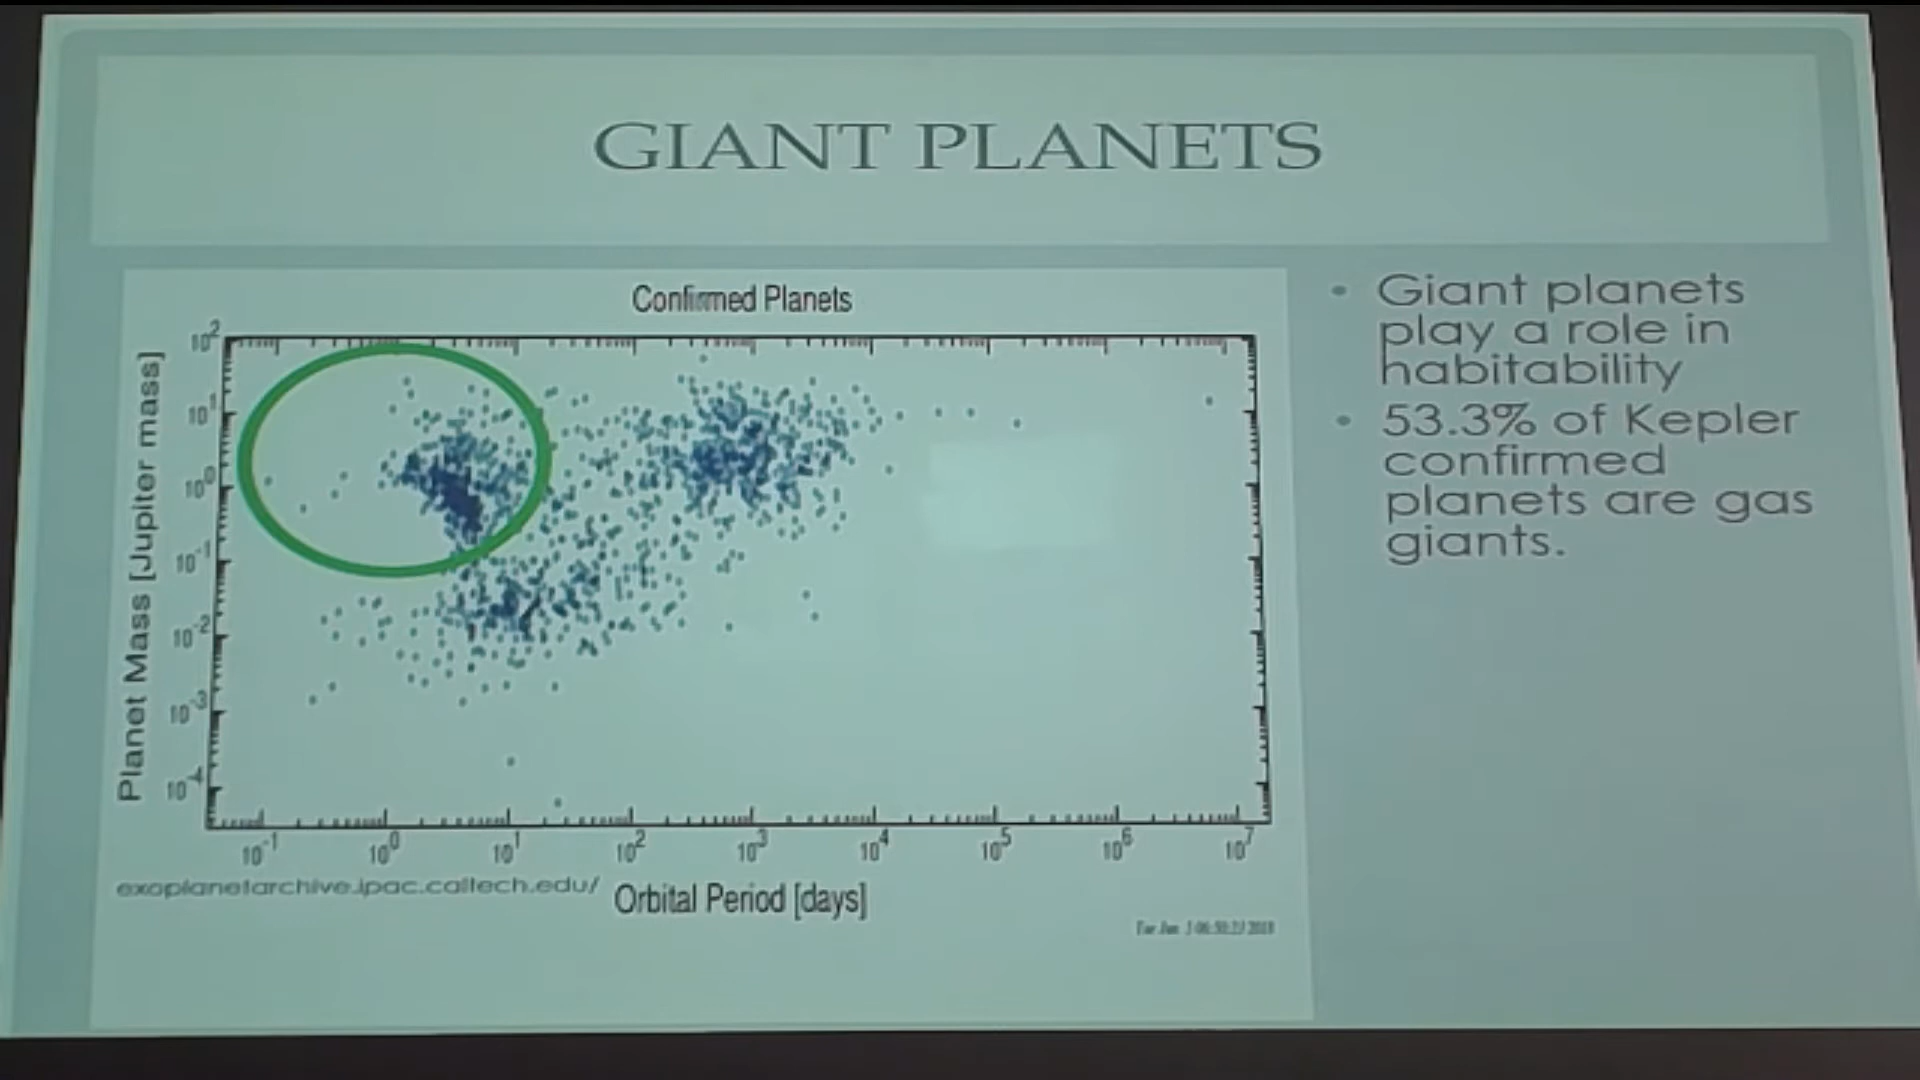 GIANT PLANETS
Confirmed Planets
Planet Mass [Jupiter mass]
10^2
10^1
10^0
10^-1
10^-2
10^-3
10^-4
10^-1
10^0
10^1
10^2
10^3
10^4
10^5
10^6
10^7
exoplanetarchive.ipac.caltech.edu/
Orbital Period [days]
• Giant planets
play a role in
habitability
• 53.3% of Kepler
confirmed
planets are gas
giants.